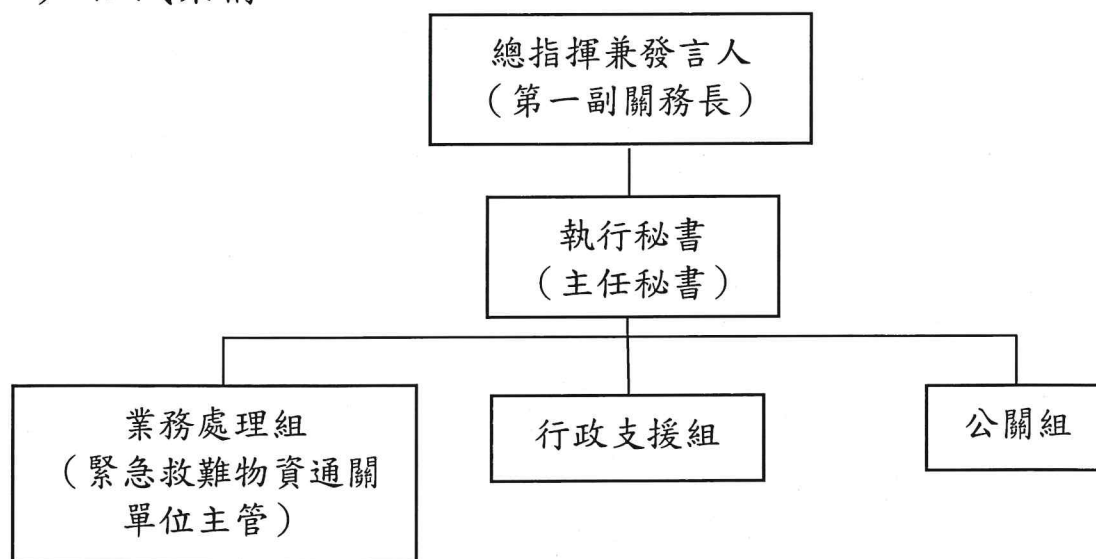 總指揮兼發言人
（第一副關務長）
執行秘書
（主任秘書）
業務處理組
（緊急救難物資通關
單位主管）
行政支援組
公關組